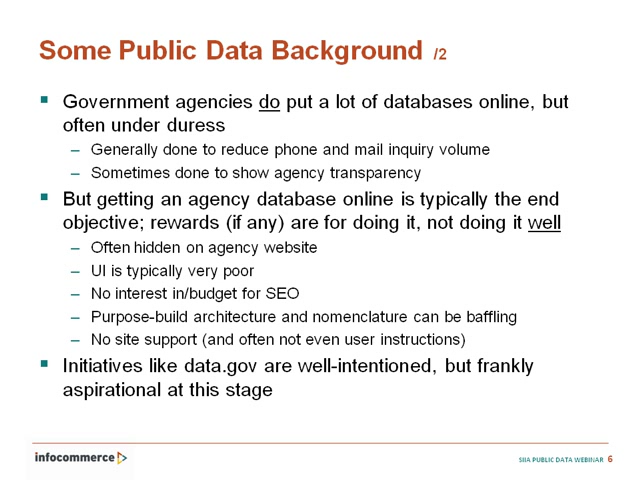 Some Public Data Background /2
▪ Government agencies do put a lot of databases online, but
often under duress
– Generally done to reduce phone and mail inquiry volume
– Sometimes done to show agency transparency
▪ But getting an agency database online is typically the end
objective; rewards (if any) are for doing it, not doing it well
– Often hidden on agency website
– UI is typically very poor
– No interest in/budget for SEO
– Purpose-build architecture and nomenclature can be baffling
– No site support (and often not even user instructions)
▪ Initiatives like data.gov are well-intentioned, but frankly
aspirational at this stage
infocommerce
SIIA PUBLIC DATA WEBINAR 6